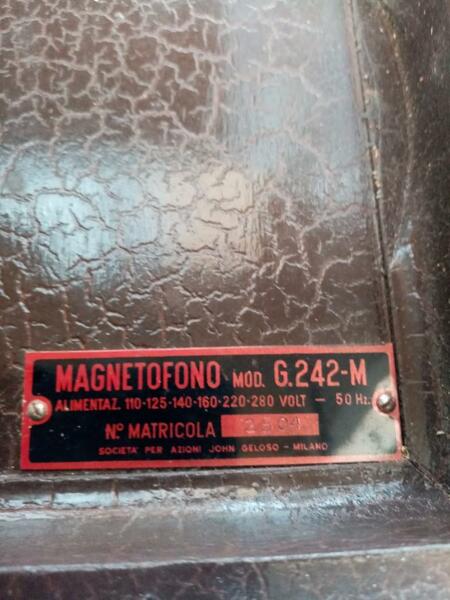 MAGNETOFONO MOD. G.242-M
ALIMENTAZ. 110-125-140-160-220-280 VOLT — 50 Hz.
N.º MATRICOLA
SOCIETA' PER AZIONI JOHN GELOSO - MILANO